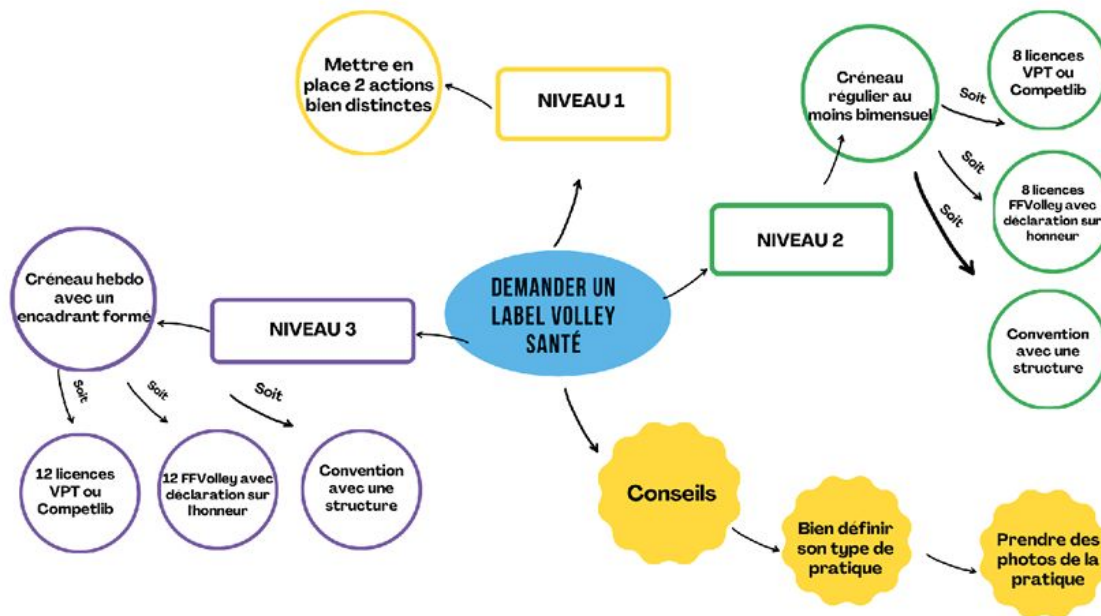 Mettre en
place 2 actions
bien distinctes
NIVEAU 1
Créneau
régulier au
moins bimensuel
Soit
8 licences
VPT ou
Competlib
Soit
8 licences
FFVolley avec
déclaration sur
honneur
Soit
Convention
avec une
structure
NIVEAU 2
DEMANDER UN
LABEL VOLLEY
SANTÉ
NIVEAU 3
Créneau hebdo
avec un
encadrant formé
Soit
12 licences
VPT ou
Competlib
Soit
12 FFVolley avec
déclaration sur
l'honneur
Soit
Convention
avec une
structure
Conseils
Bien définir
son type de
pratique
Prendre des
photos de la
pratique